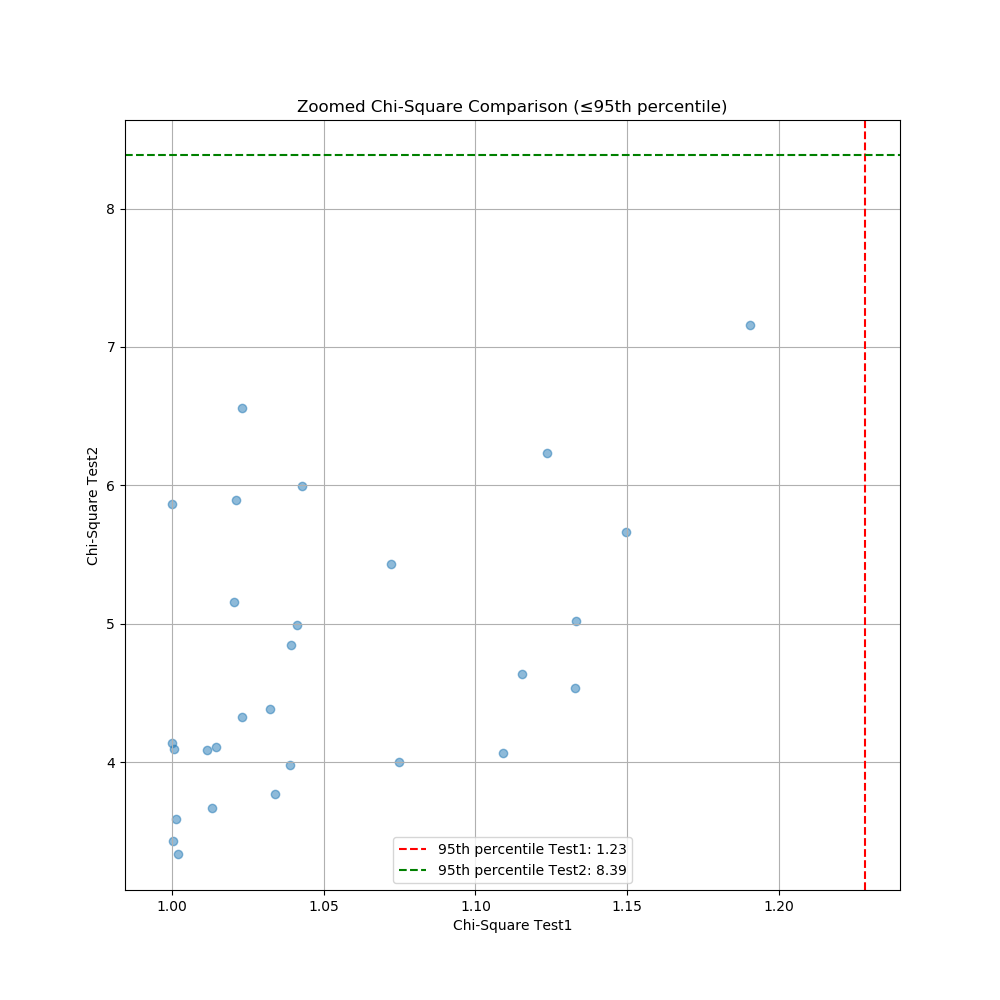 Zoomed Chi-Square Comparison (≤95th percentile)
Chi-Square Test2
8
7
6
5
4
95th percentile Test1: 1.23
95th percentile Test2: 8.39
1.00 1.05 1.10 1.15 1.20
Chi-Square Test1